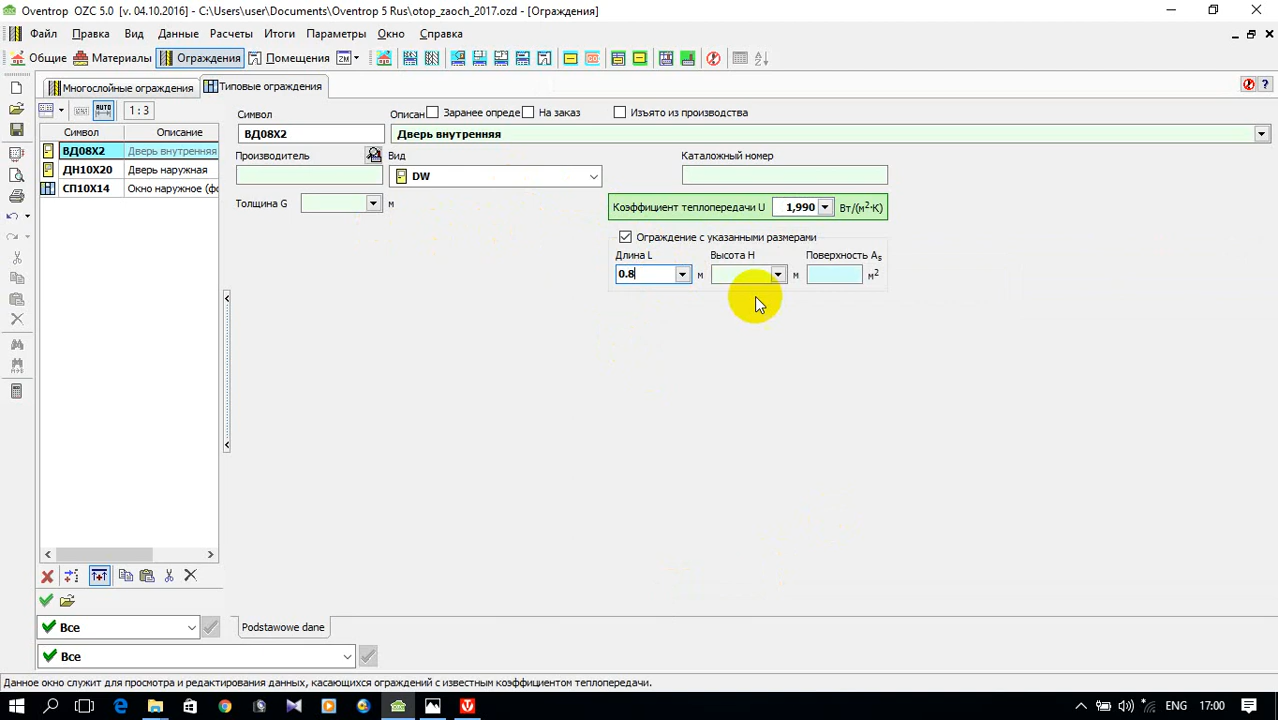 Oventrop OZC 5.0 [v. 04.10.2016] - C:\Users\user\Documents\Oventrop 5 Rus\otop_zaoch_2017.ozd - [Ограждения]
Файл Правка Вид Данные Расчеты Итоги Параметры Окно Справка
Общие Материалы Ограждения Помещения
Многослойные ограждения Типовые ограждения
AUTO 1 : 3
Символ Описан Заранее опреде На заказ Изъято из производства
ВД08Х2 Дверь внутренняя
Символ Описание
ВД08Х2 Дверь внутренняя
ДН10Х20 Дверь наружная
СП10Х14 Окно наружное (фо
Производитель Вид Каталожный номер
DW
Толщина G м Коэффициент теплопередачи U 1,990 Вт/(м²·К)
Ограждение с указанными размерами
Длина L Высота H Поверхность As
0.8 м м м²
Все Podstawowe dane
Все
Данное окно служит для просмотра и редактирования данных, касающихся ограждений с известным коэффициентом теплопередачи.
ENG 17:00